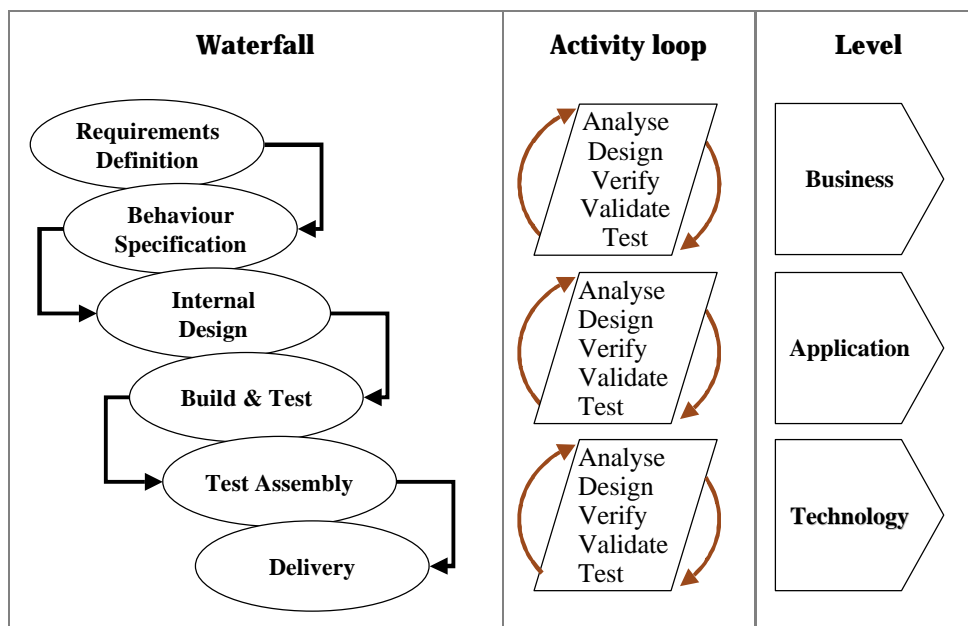 Waterfall
Requirements
Definition
Behaviour
Specification
Internal
Design
Build & Test
Test Assembly
Delivery
Activity loop
Analyse
Design
Verify
Validate
Test
Analyse
Design
Verify
Validate
Test
Analyse
Design
Verify
Validate
Test
Level
Business
Application
Technology